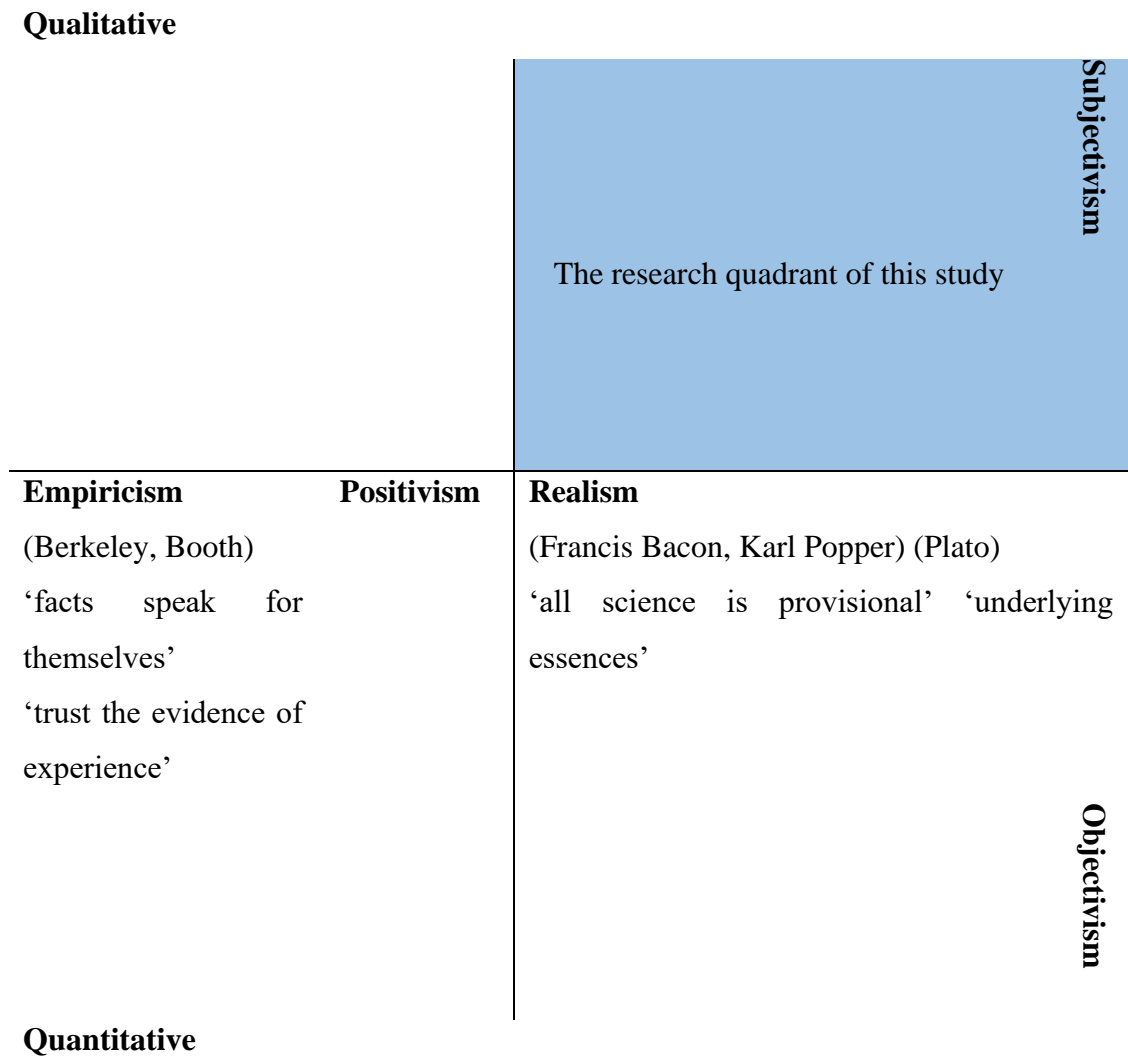 Qualitative
Subjectivism
The research quadrant of this study
Empiricism Positivism
(Berkeley, Booth)
‘facts speak for
themselves’
‘trust the evidence of
experience’
Realism
(Francis Bacon, Karl Popper) (Plato)
‘all science is provisional’ ‘underlying
essences’
Objectivism
Quantitative